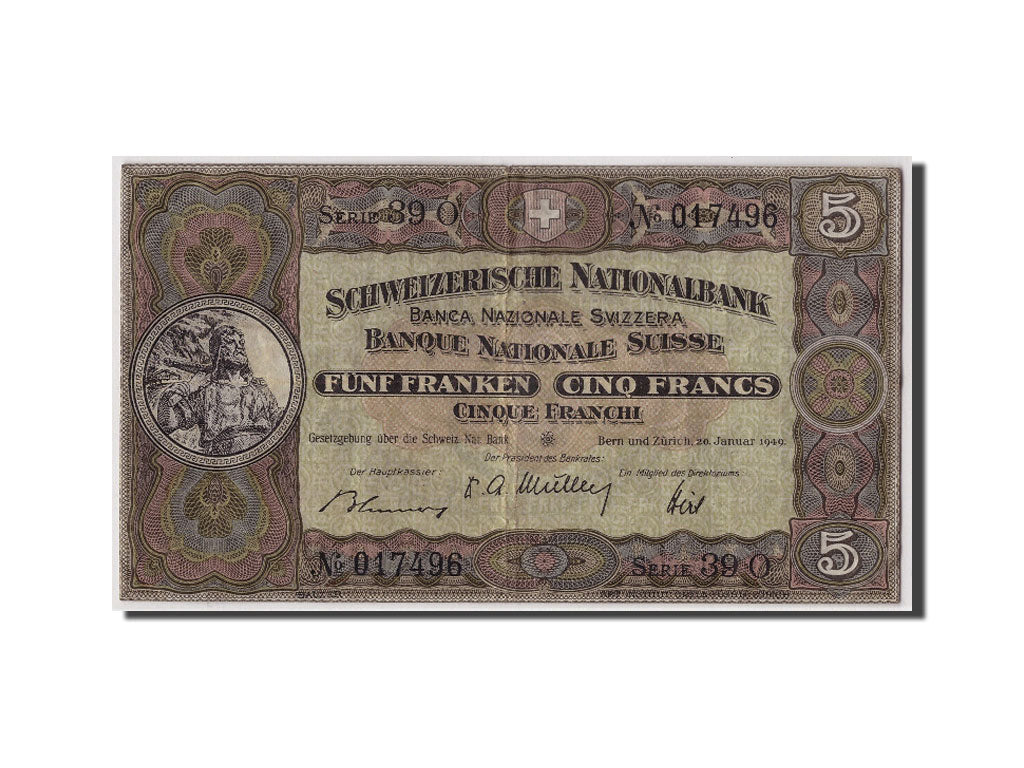 SERIE 39 O
No 017496
5
SCHWEIZERISCHE NATIONALBANK
BANCA NAZIONALE SVIZZERA
BANQUE NATIONALE SUISSE
FÜNF FRANKEN CINQ FRANCS
CINQUE FRANCHI
Gesetzgebung über die Schweiz. Nat. Bank
Bern und Zürich, 20. Januar 1949.
Der Präsident des Bankrates:
Der Hauptkassier:
Ein Mitglied des Direktoriums:
No 017496
SERIE 39 O
5